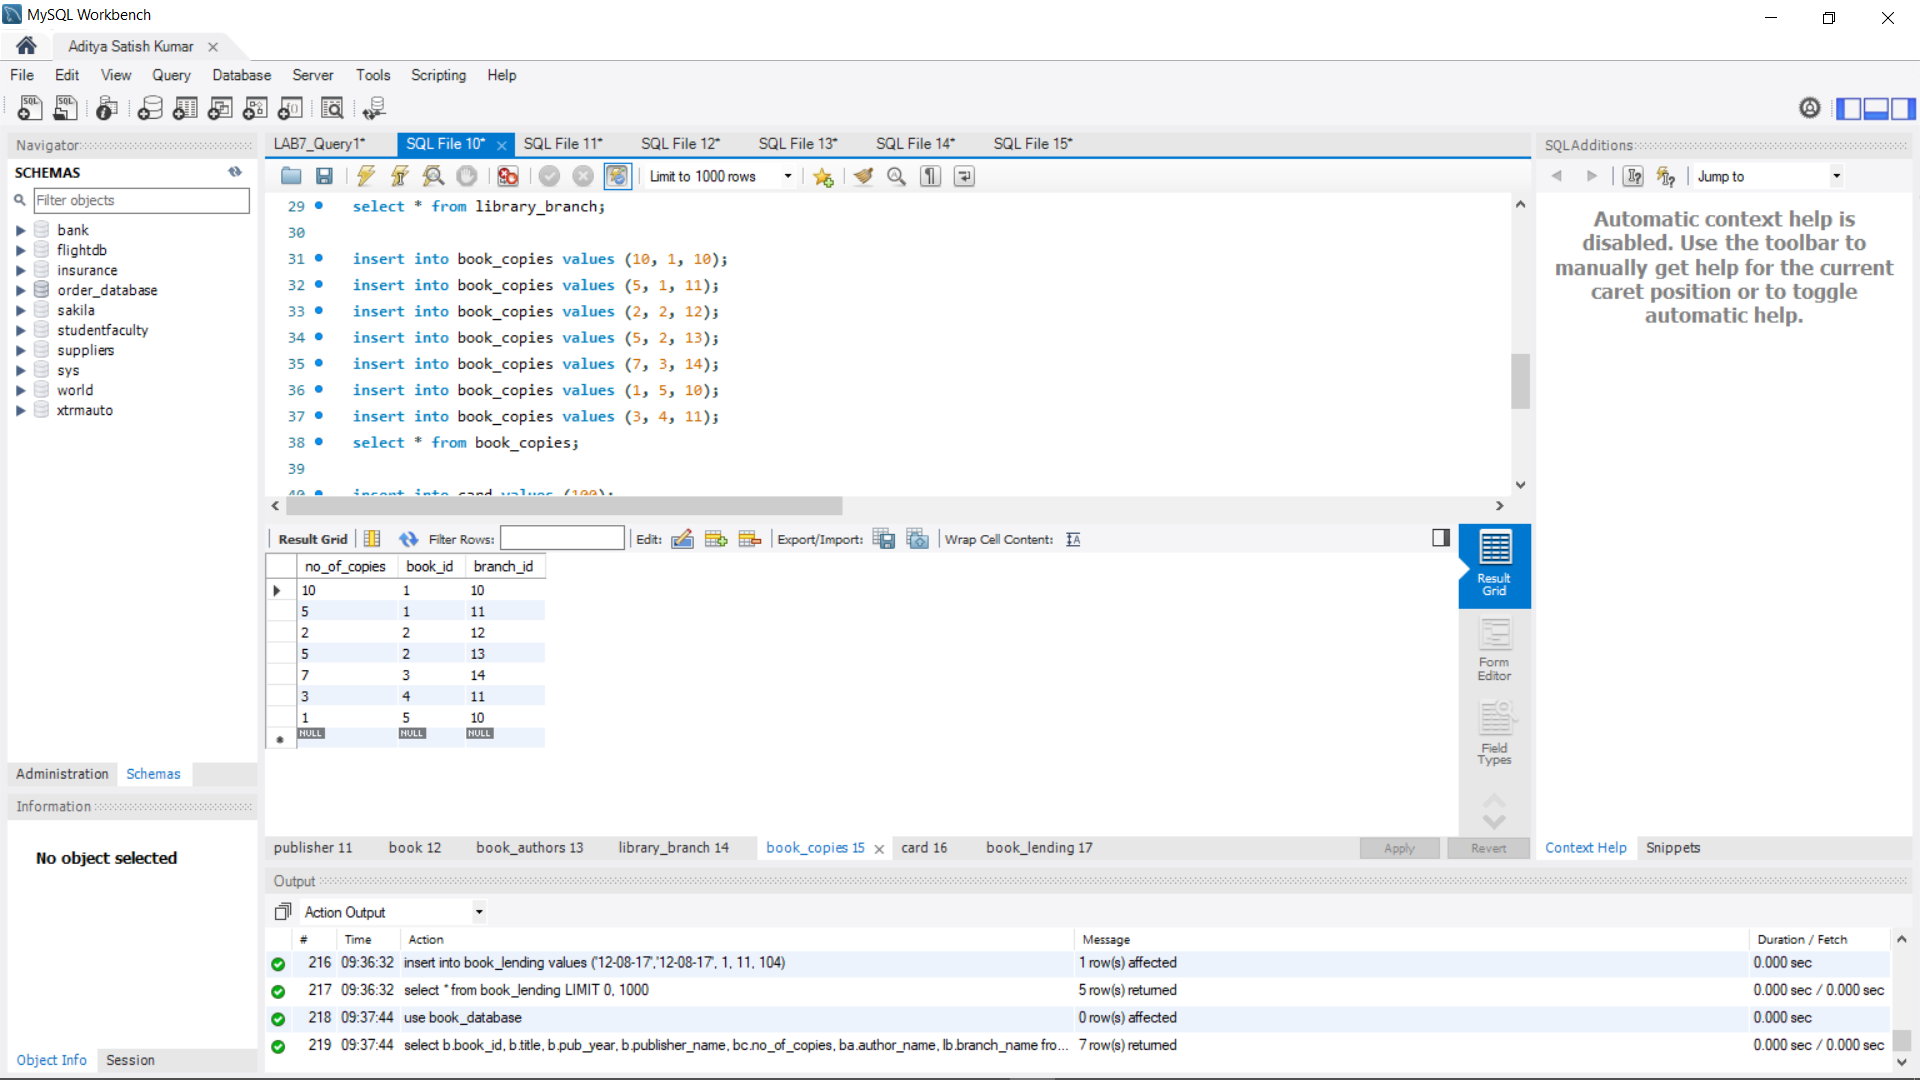 MySQL Workbench
Aditya Satish Kumar
File Edit View Query Database Server Tools Scripting Help
Navigator
SCHEMAS
Filter objects
bank
flightdb
insurance
order_database
sakila
studentfaculty
suppliers
sys
world
xtrmauto
Administration Schemas
Information
No object selected
Object Info Session
LAB7_Query1* SQL File 10* SQL File 11* SQL File 12* SQL File 13* SQL File 14* SQL File 15*
Limit to 1000 rows
29 select * from library_branch;
30
31 insert into book_copies values (10, 1, 10);
32 insert into book_copies values (5, 1, 11);
33 insert into book_copies values (2, 2, 12);
34 insert into book_copies values (5, 2, 13);
35 insert into book_copies values (7, 3, 14);
36 insert into book_copies values (1, 5, 10);
37 insert into book_copies values (3, 4, 11);
38 select * from book_copies;
39
40 insert into card values (100);
Result Grid Filter Rows: Edit: Export/Import: Wrap Cell Content:
no_of_copies book_id branch_id
10 1 10
5 1 11
2 2 12
5 2 13
7 3 14
3 4 11
1 5 10
NULL NULL NULL
Result Grid
Form Editor
Field Types
publisher 11 book 12 book_authors 13 library_branch 14 book_copies 15 card 16 book_lending 17
Apply Revert
SQLAdditions
Jump to
Automatic context help is
disabled. Use the toolbar to
manually get help for the current
caret position or to toggle
automatic help.
Context Help Snippets
Output
Action Output
# Time Action Message Duration / Fetch
216 09:36:32 insert into book_lending values ('12-08-17','12-08-17', 1, 11, 104) 1 row(s) affected 0.000 sec
217 09:36:32 select * from book_lending LIMIT 0, 1000 5 row(s) returned 0.000 sec / 0.000 sec
218 09:37:44 use book_database 0 row(s) affected 0.000 sec
219 09:37:44 select b.book_id, b.title, b.pub_year, b.publisher_name, bc.no_of_copies, ba.author_name, lb.branch_name fro... 7 row(s) returned 0.000 sec / 0.000 sec